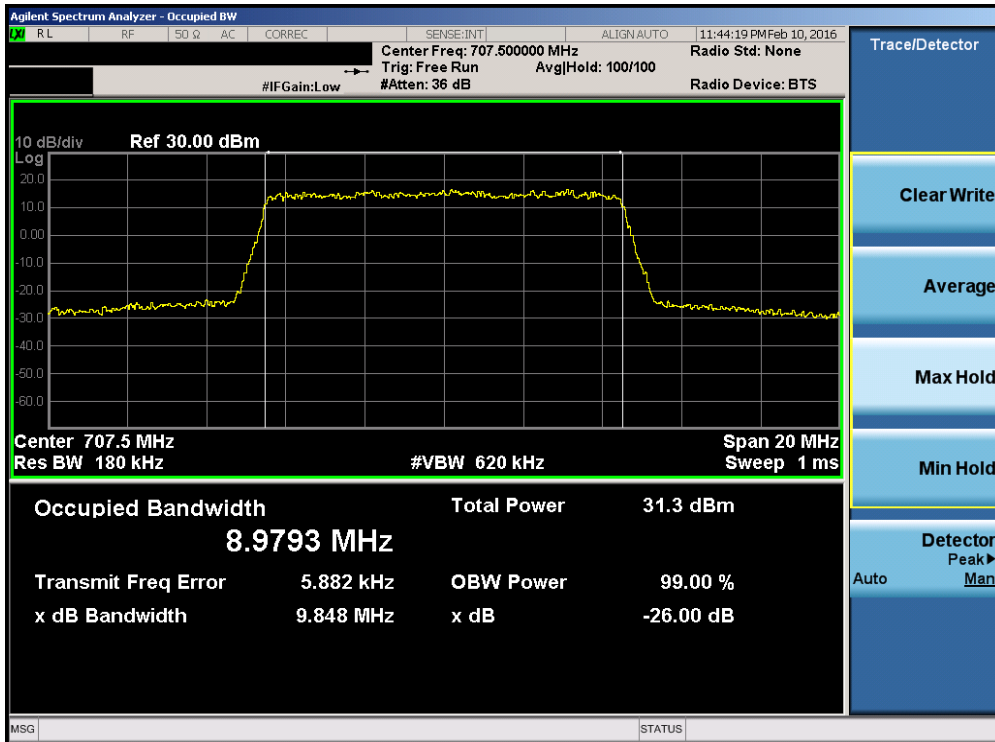 Agilent Spectrum Analyzer - Occupied BW
LXI RL RF 50 Ω AC CORREC SENSE:INT ALIGN AUTO 11:44:19 PM Feb 10, 2016
Center Freq: 707.500000 MHz Radio Std: None
Trig: Free Run Avg|Hold: 100/100
#IFGain:Low #Atten: 36 dB Radio Device: BTS
10 dB/div Ref 30.00 dBm
Log
20.0
10.0
0.00
-10.0
-20.0
-30.0
-40.0
-50.0
-60.0
Center 707.5 MHz Span 20 MHz
Res BW 180 kHz #VBW 620 kHz Sweep 1 ms
Occupied Bandwidth Total Power 31.3 dBm
8.9793 MHz
Transmit Freq Error 5.882 kHz OBW Power 99.00 %
x dB Bandwidth 9.848 MHz x dB -26.00 dB
MSG STATUS
Trace/Detector
Clear Write
Average
Max Hold
Min Hold
Detector
Peak▶
Auto Man